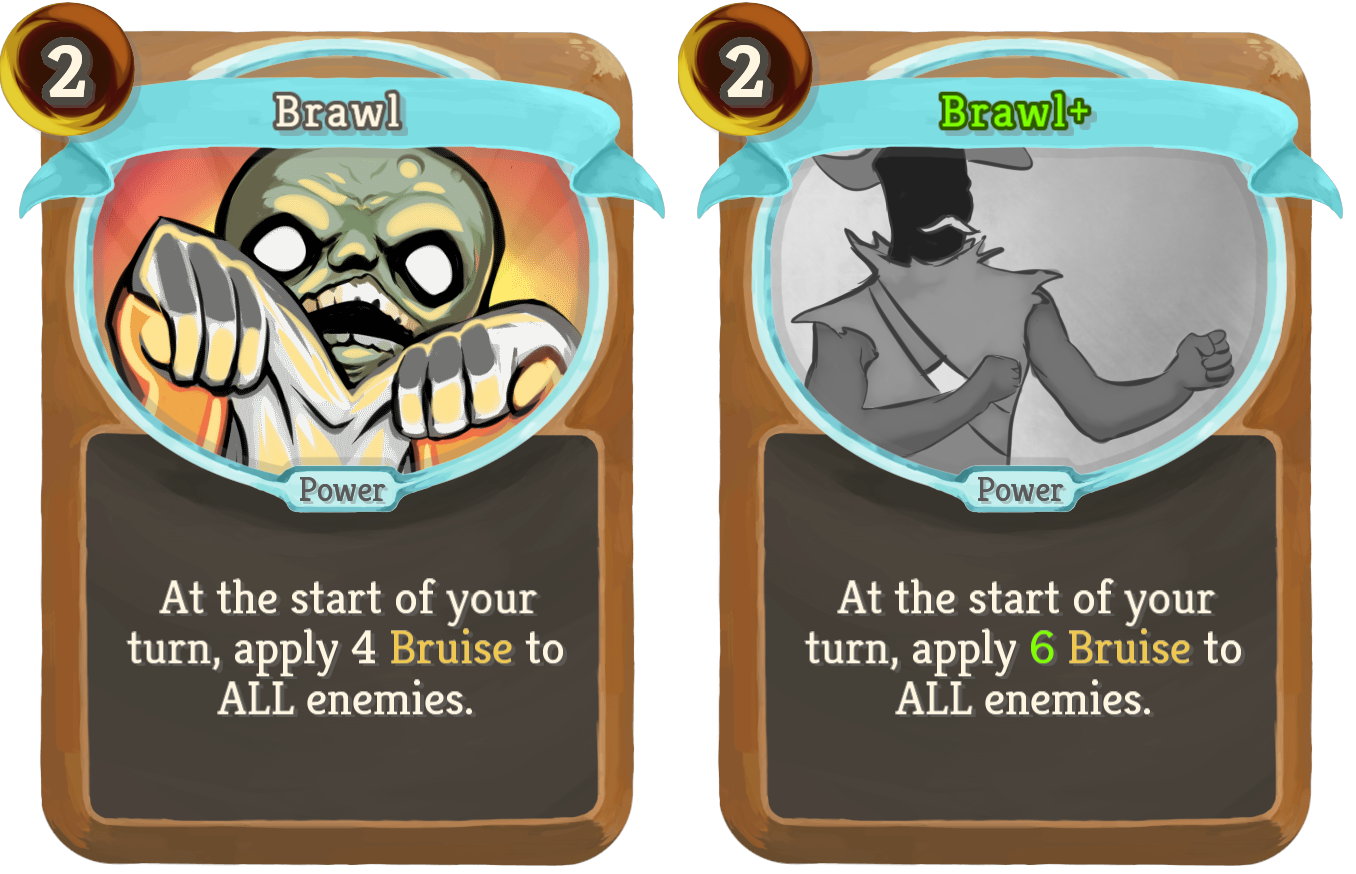 2
Brawl
Power
At the start of your
turn, apply 4 Bruise to
ALL enemies.
2
Brawl+
Power
At the start of your
turn, apply 6 Bruise to
ALL enemies.